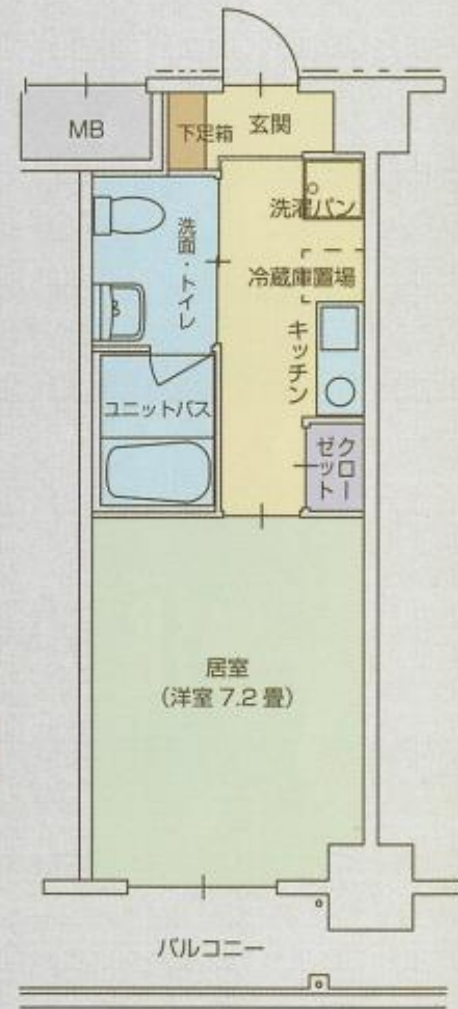 MB
下足箱
玄関
洗濯パン
洗面・トイレ
冷蔵庫置場
キッチン
ユニットバス
クローゼット
居室
(洋室 7.2 畳)
バルコニー